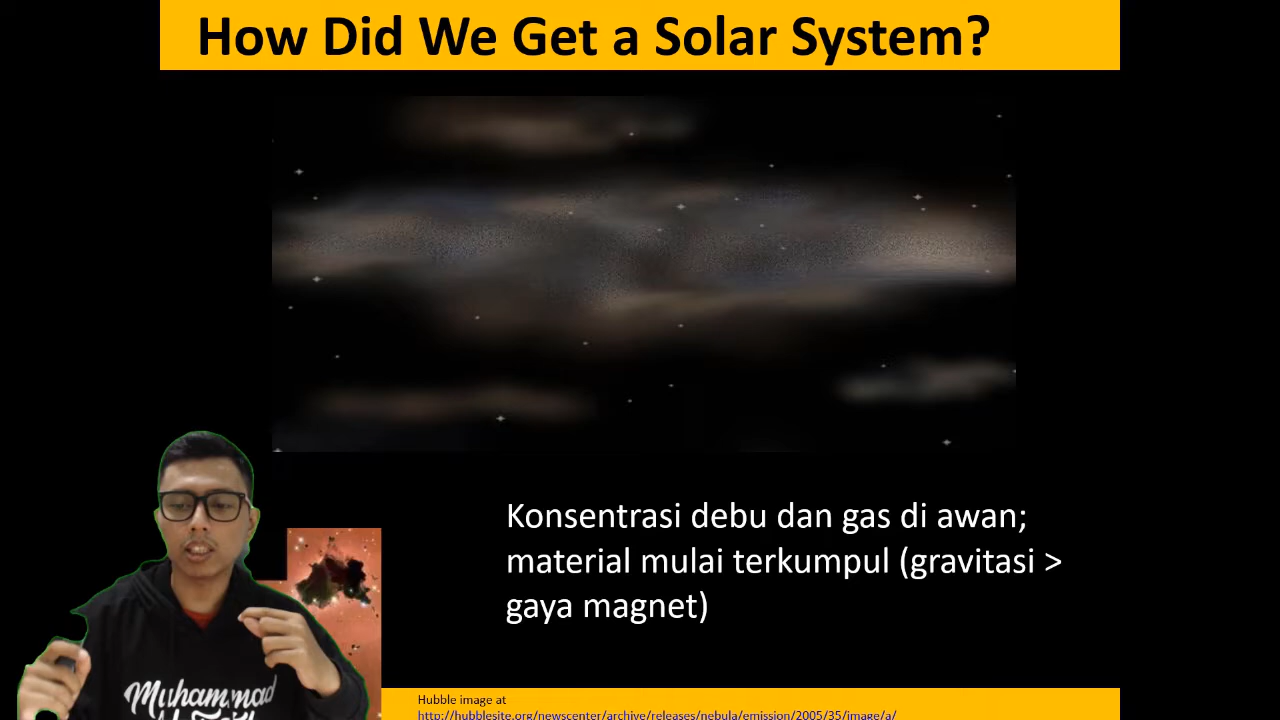 How Did We Get a Solar System?
Konsentrasi debu dan gas di awan;
material mulai terkumpul (gravitasi >
gaya magnet)
Muhammad
Hubble image at
http://hubblesite.org/newscenter/archive/releases/nebula/emission/2005/35/image/a/